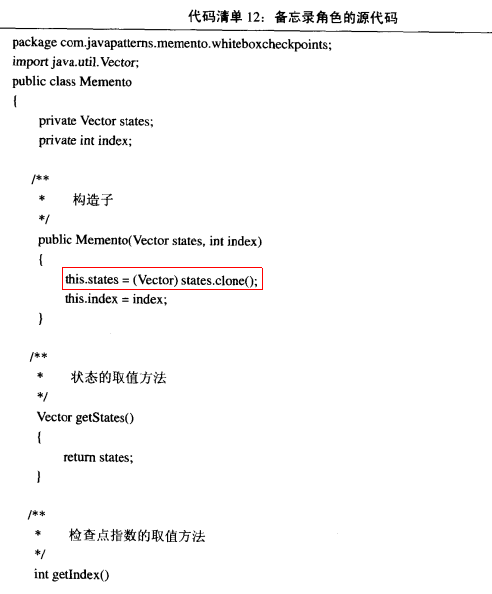 代码清单 12：备忘录角色的源代码
package com.javapatterns.memento.whiteboxcheckpoints;
import java.util.Vector;
public class Memento
{
private Vector states;
private int index;
/**
* 构造子
*/
public Memento(Vector states, int index)
{
this.states = (Vector) states.clone();
this.index = index;
}
/**
* 状态的取值方法
*/
Vector getStates()
{
return states;
}
/**
* 检查点指数的取值方法
*/
int getIndex()